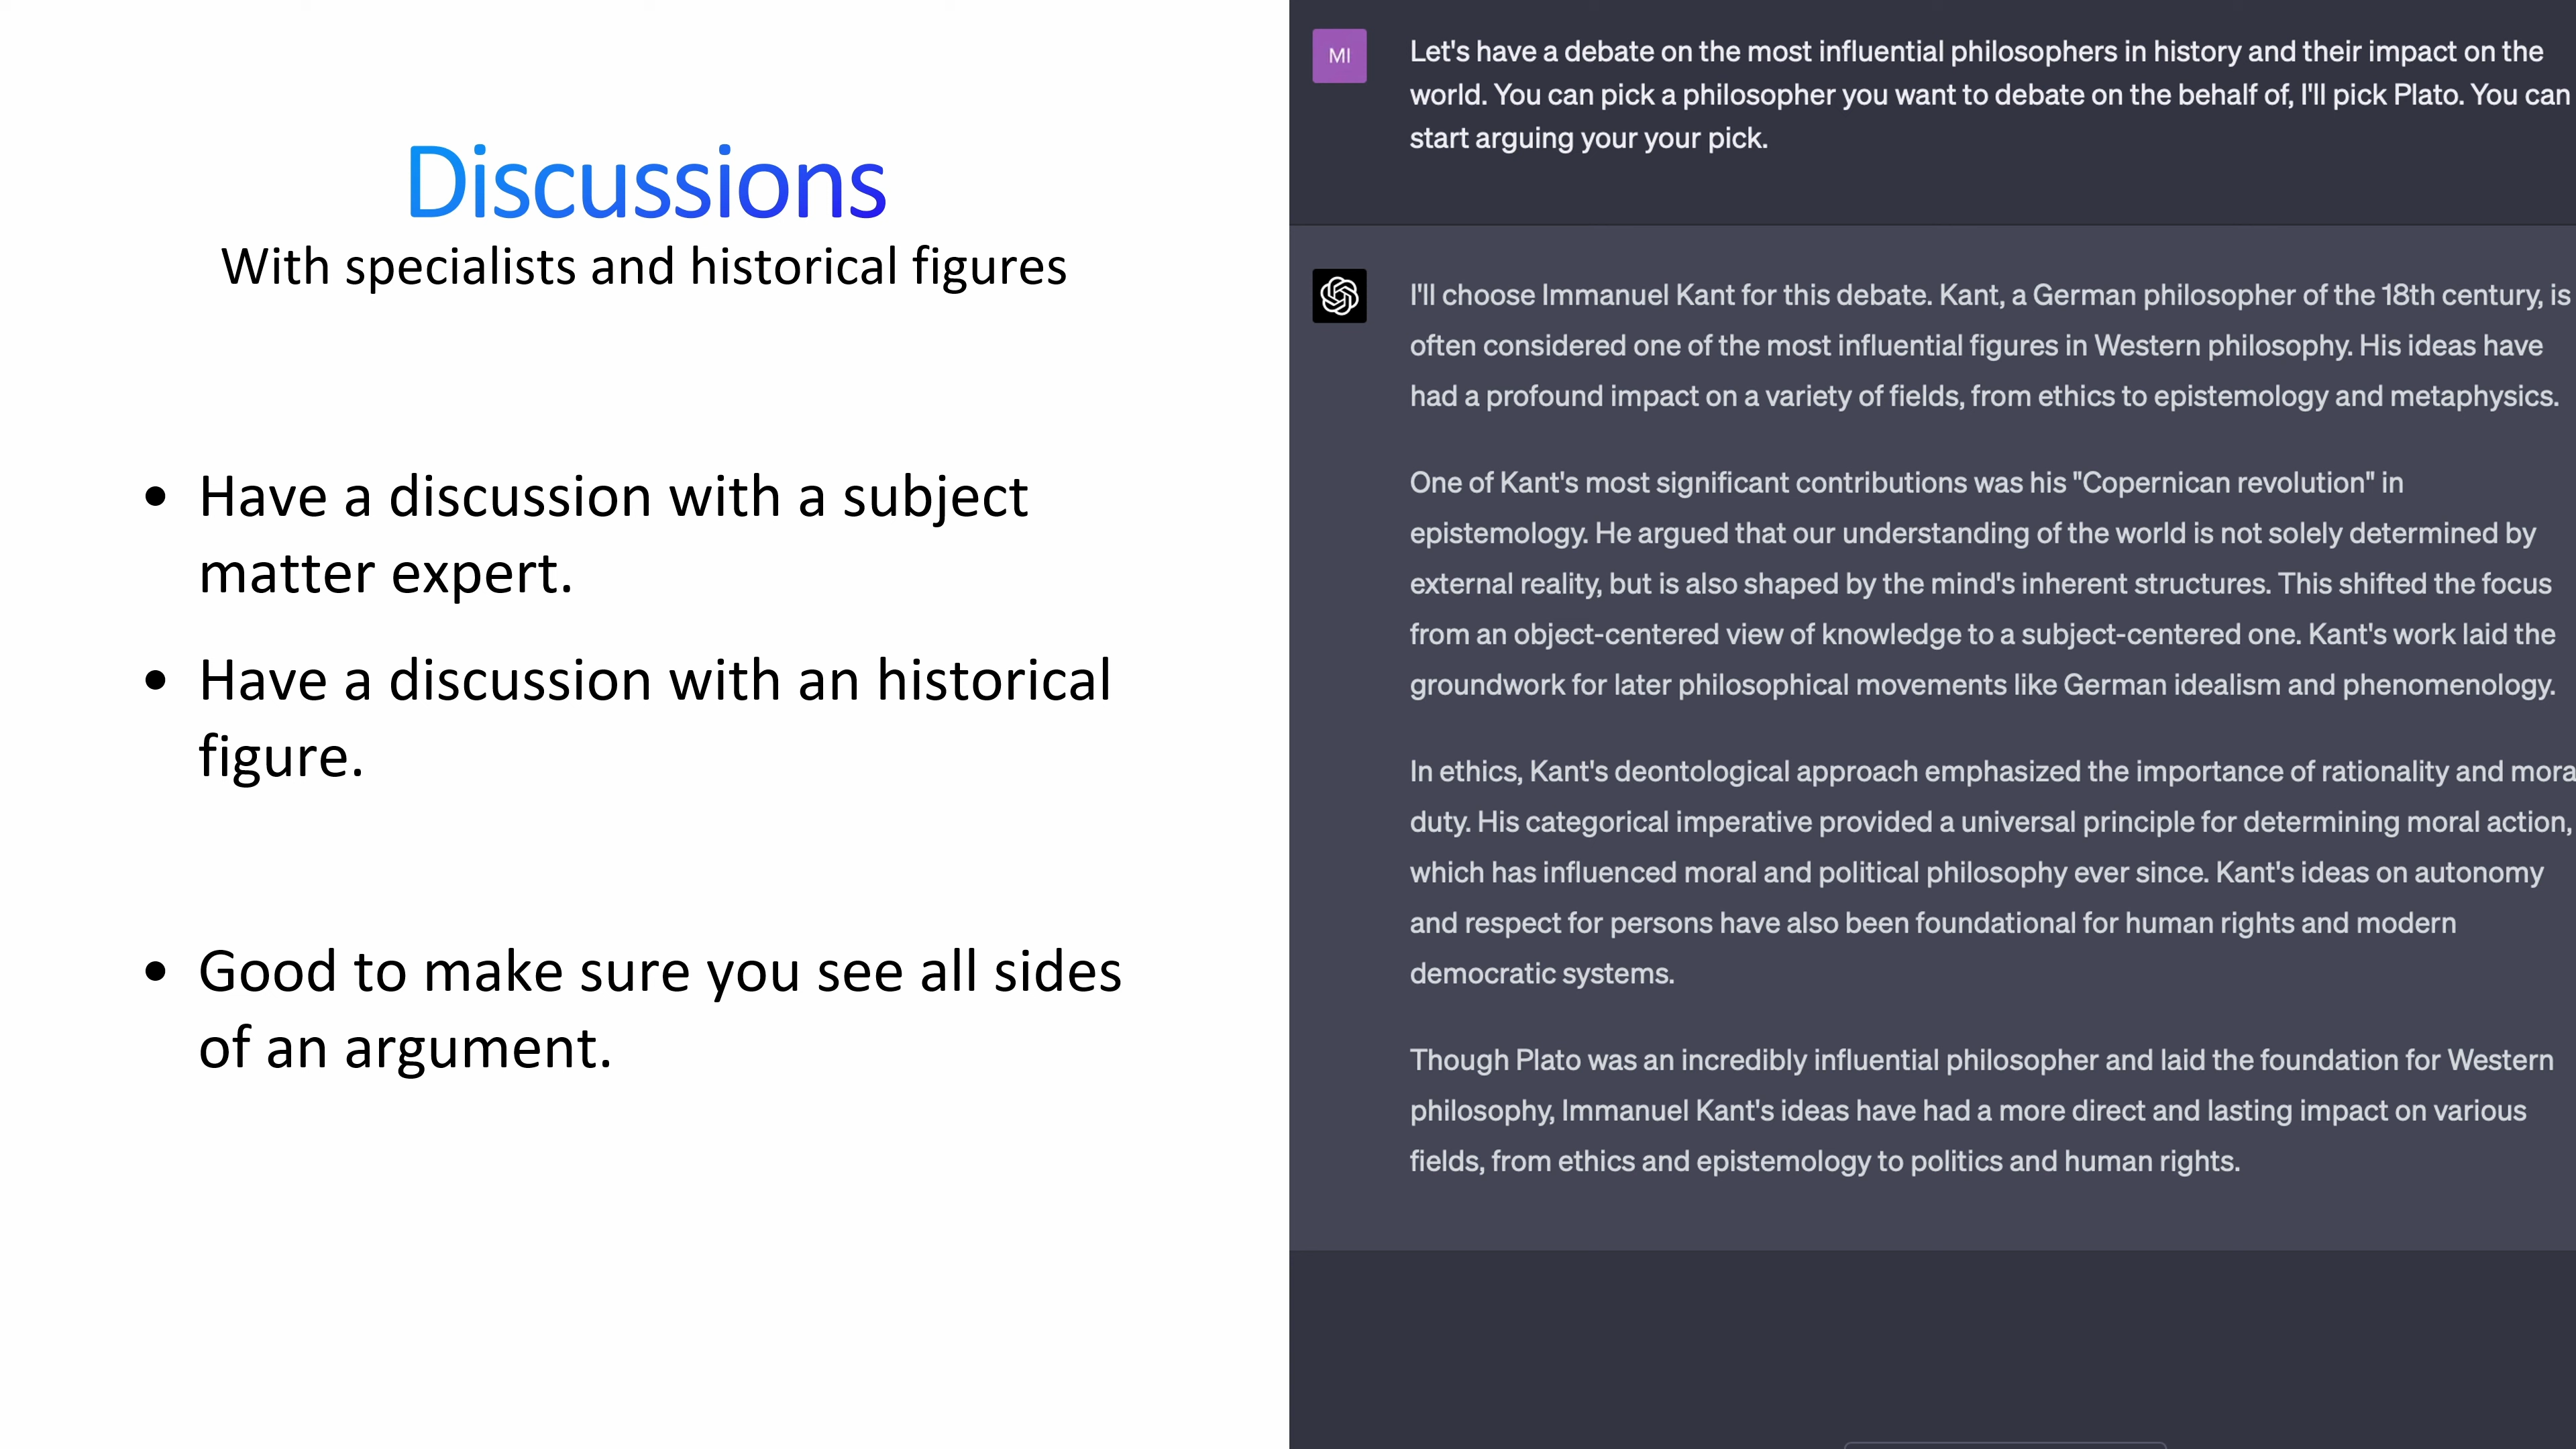 Discussions
With specialists and historical figures
• Have a discussion with a subject
matter expert.
• Have a discussion with an historical
figure.
• Good to make sure you see all sides
of an argument.
MI
Let's have a debate on the most influential philosophers in history and their impact on the
world. You can pick a philosopher you want to debate on the behalf of, I'll pick Plato. You can
start arguing your your pick.
I'll choose Immanuel Kant for this debate. Kant, a German philosopher of the 18th century, is
often considered one of the most influential figures in Western philosophy. His ideas have
had a profound impact on a variety of fields, from ethics to epistemology and metaphysics.
One of Kant's most significant contributions was his "Copernican revolution" in
epistemology. He argued that our understanding of the world is not solely determined by
external reality, but is also shaped by the mind's inherent structures. This shifted the focus
from an object-centered view of knowledge to a subject-centered one. Kant's work laid the
groundwork for later philosophical movements like German idealism and phenomenology.
In ethics, Kant's deontological approach emphasized the importance of rationality and mora
duty. His categorical imperative provided a universal principle for determining moral action,
which has influenced moral and political philosophy ever since. Kant's ideas on autonomy
and respect for persons have also been foundational for human rights and modern
democratic systems.
Though Plato was an incredibly influential philosopher and laid the foundation for Western
philosophy, Immanuel Kant's ideas have had a more direct and lasting impact on various
fields, from ethics and epistemology to politics and human rights.